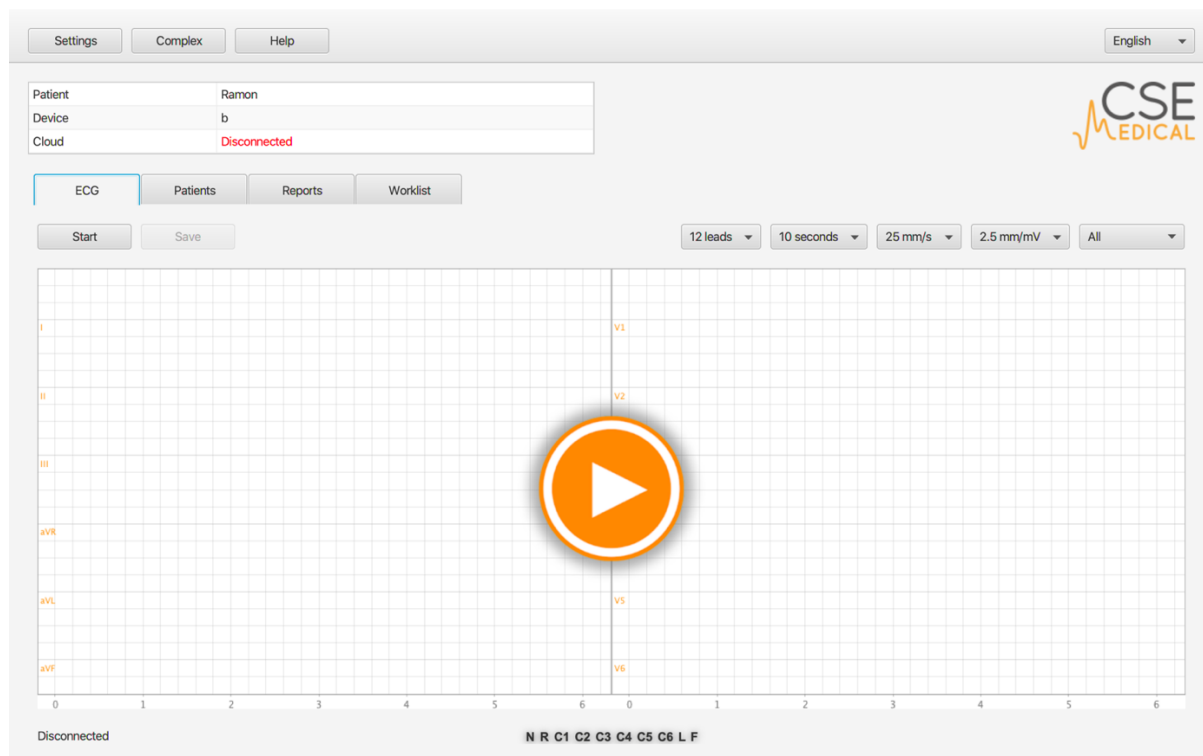 Settings Complex Help English
Patient Ramon
Device b
Cloud Disconnected
CSE
MEDICAL
ECG Patients Reports Worklist
Start Save 12 leads 10 seconds 25 mm/s 2.5 mm/mV All
I V1
II V2
III
aVR
aVL V5
aVF V6
0 1 2 3 4 5 6 0 1 2 3 4 5 6
Disconnected N R C1 C2 C3 C4 C5 C6 L F